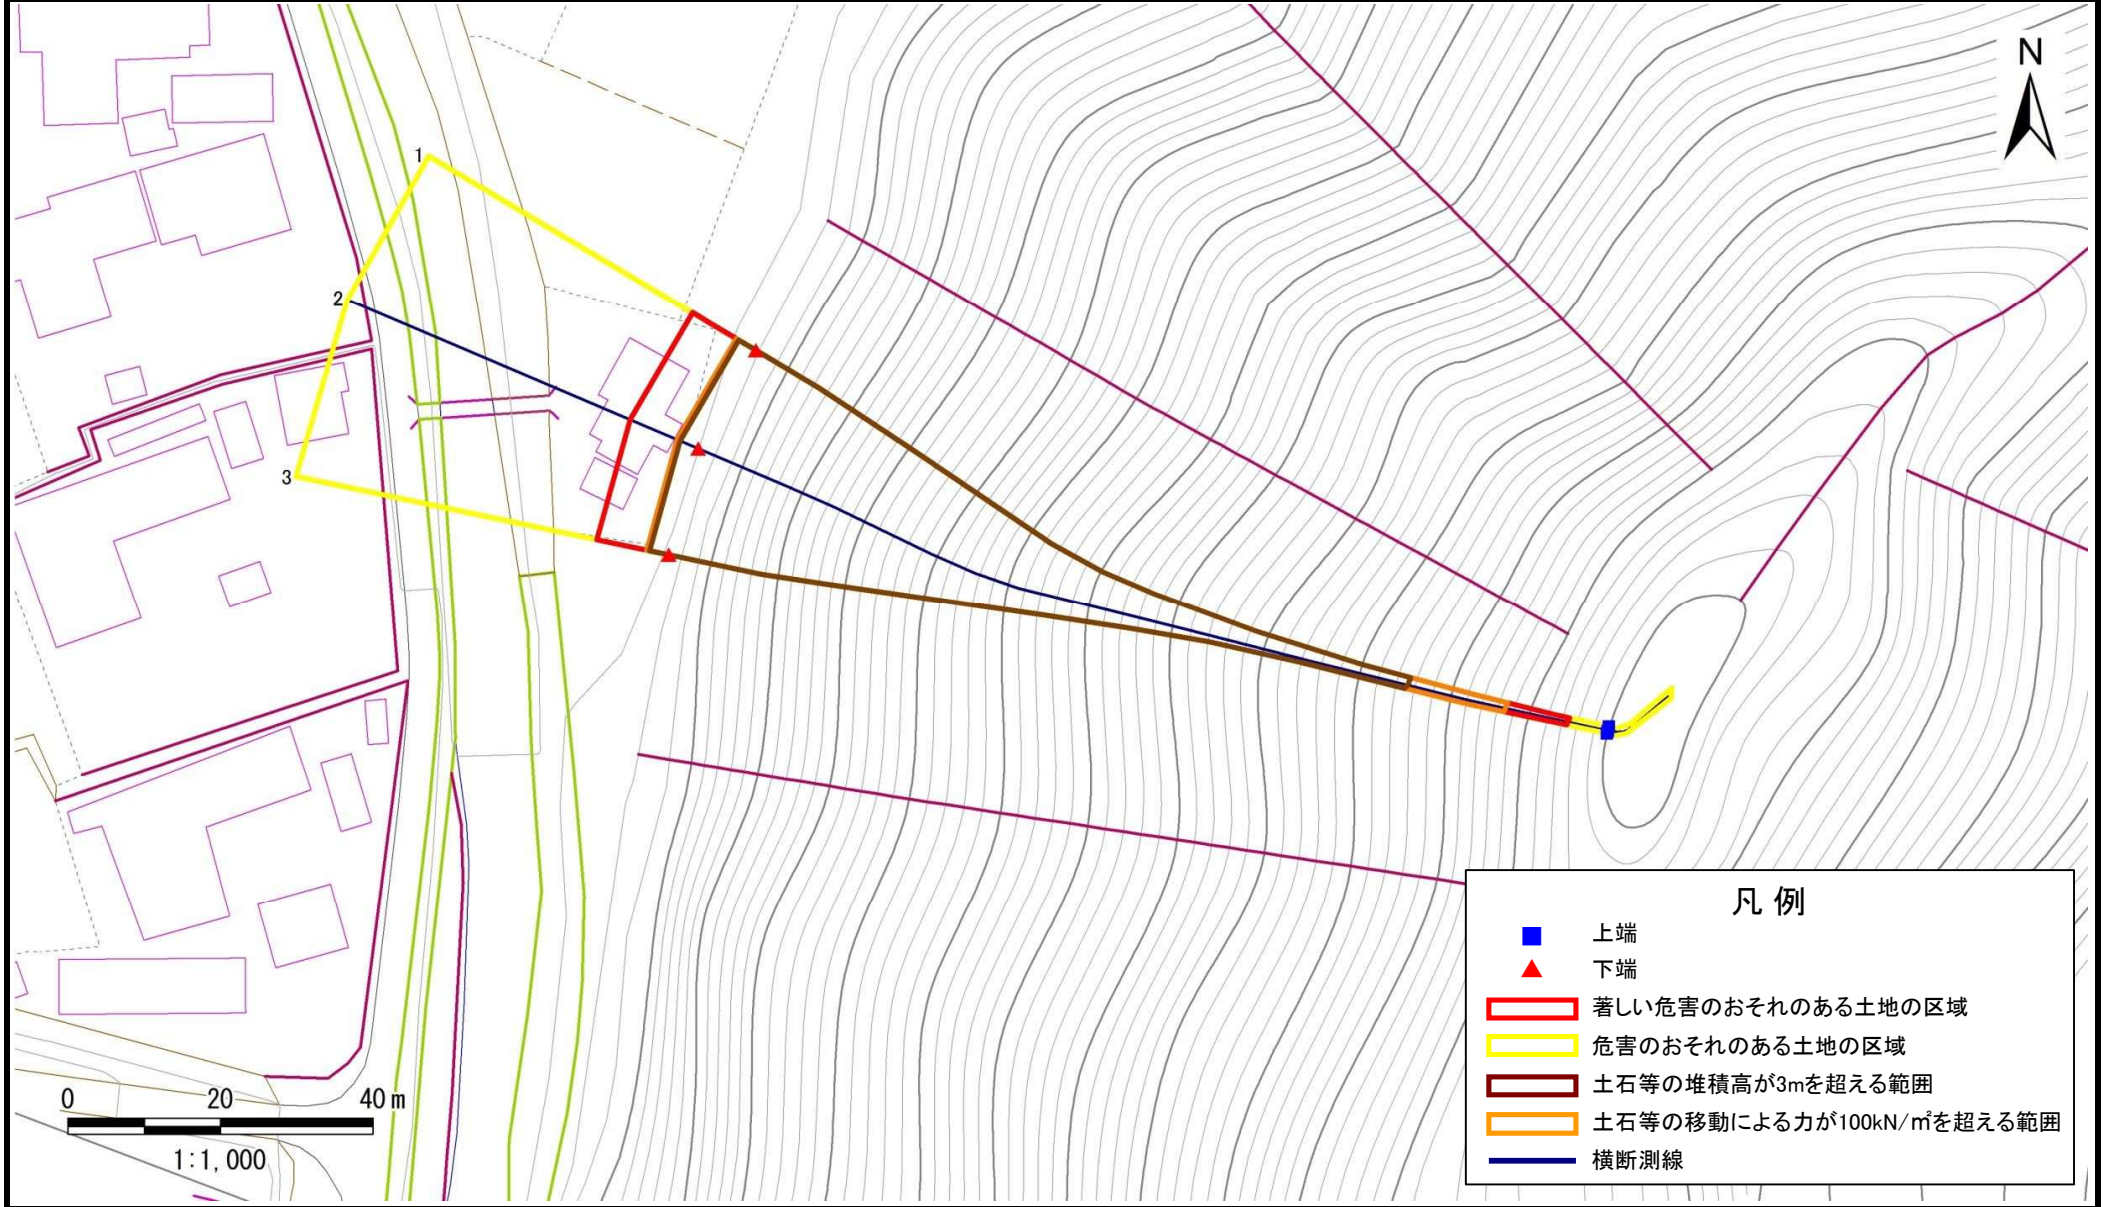 N
1
2
3
凡例
上端
下端
著しい危害のおそれのある土地の区域
危害のおそれのある土地の区域
土石等の堆積高が3mを超える範囲
土石等の移動による力が100kN/㎡を超える範囲
横断測線
0 20 40m
1:1,000